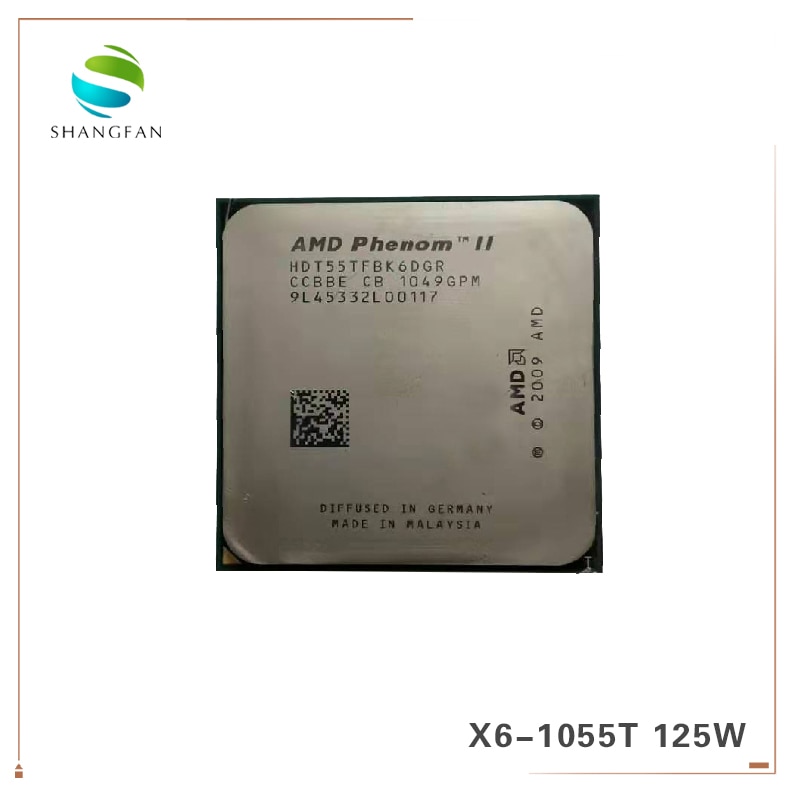 SHANGFAN
AMD Phenom™ II
HDT55TFBK6DGR
CCBBE CB 1049GPM
9L45332L00117
AMD
Ⓜ © 2009 AMD
DIFFUSED IN GERMANY
MADE IN MALAYSIA
X6-1055T 125W